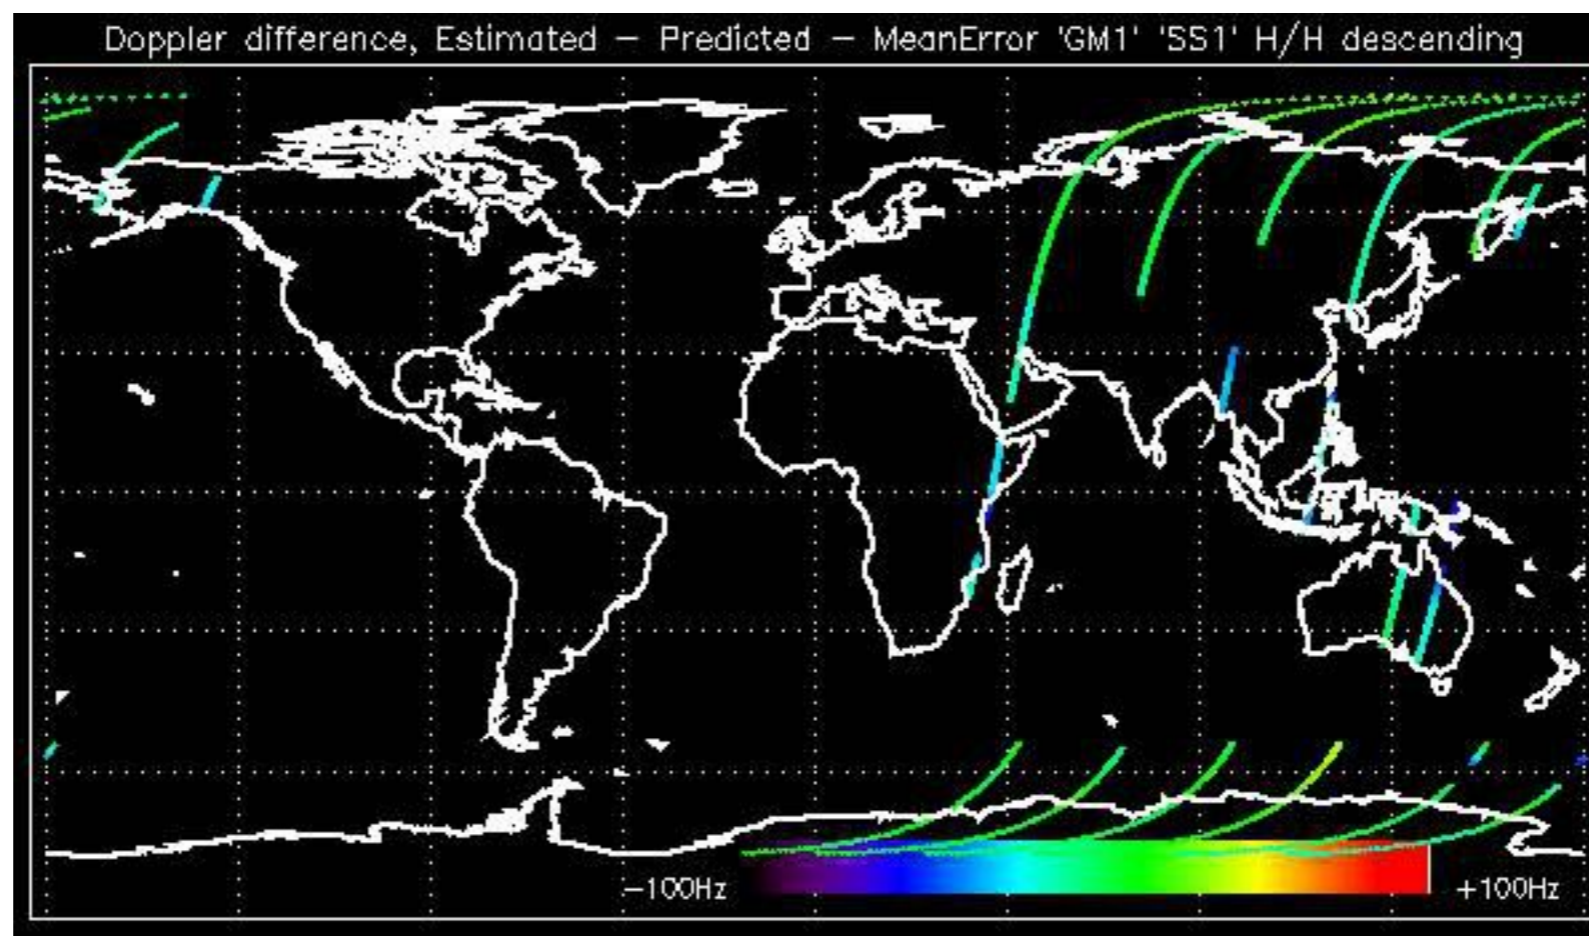 Doppler difference, Estimated – Predicted – MeanError 'GM1' 'SS1' H/H descending
–100Hz
+100Hz